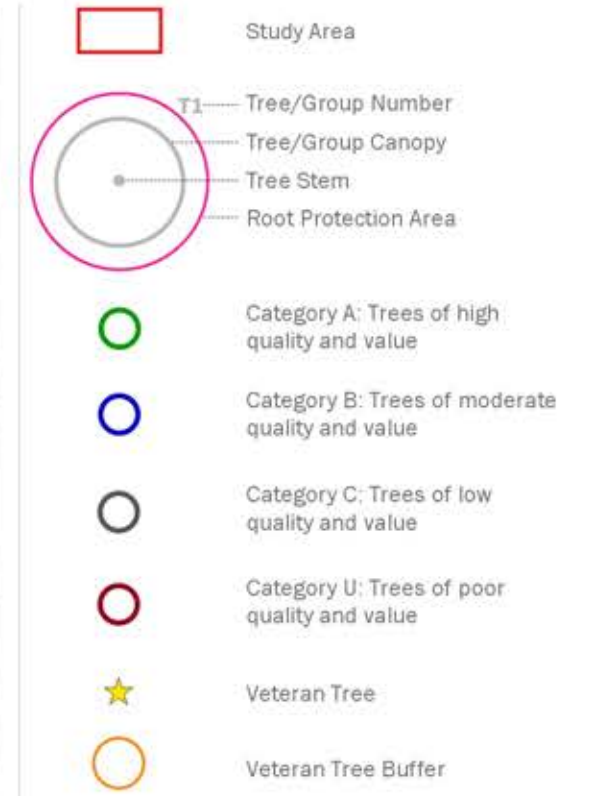 Study Area
T1
Tree/Group Number
Tree/Group Canopy
Tree Stem
Root Protection Area
Category A: Trees of high
quality and value
Category B: Trees of moderate
quality and value
Category C: Trees of low
quality and value
Category U: Trees of poor
quality and value
Veteran Tree
Veteran Tree Buffer